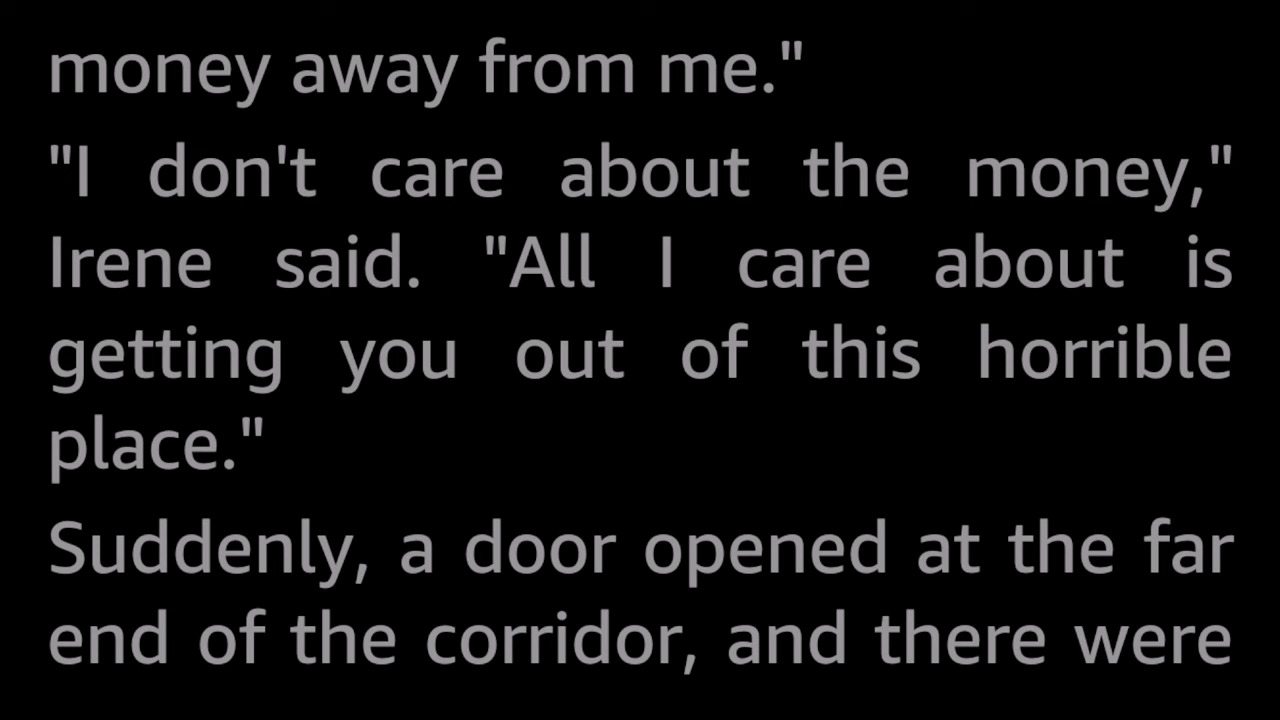 money away from me."
"I don't care about the money,"
Irene said. "All I care about is
getting you out of this horrible
place."
Suddenly, a door opened at the far
end of the corridor, and there were